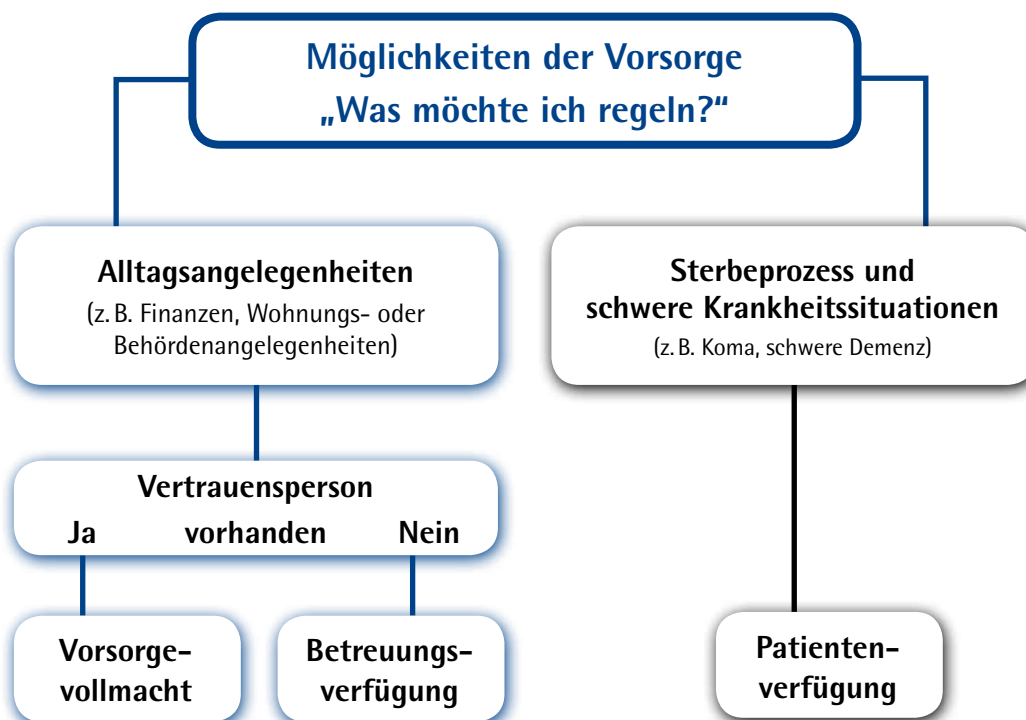 Möglichkeiten der Vorsorge
„Was möchte ich regeln?“
Alltagsangelegenheiten
(z. B. Finanzen, Wohnungs- oder
Behördenangelegenheiten)
Sterbeprozess und
schwere Krankheitssituationen
(z. B. Koma, schwere Demenz)
Vertrauensperson
Ja vorhanden Nein
Vorsorge-
vollmacht
Betreuungs-
verfügung
Patienten-
verfügung